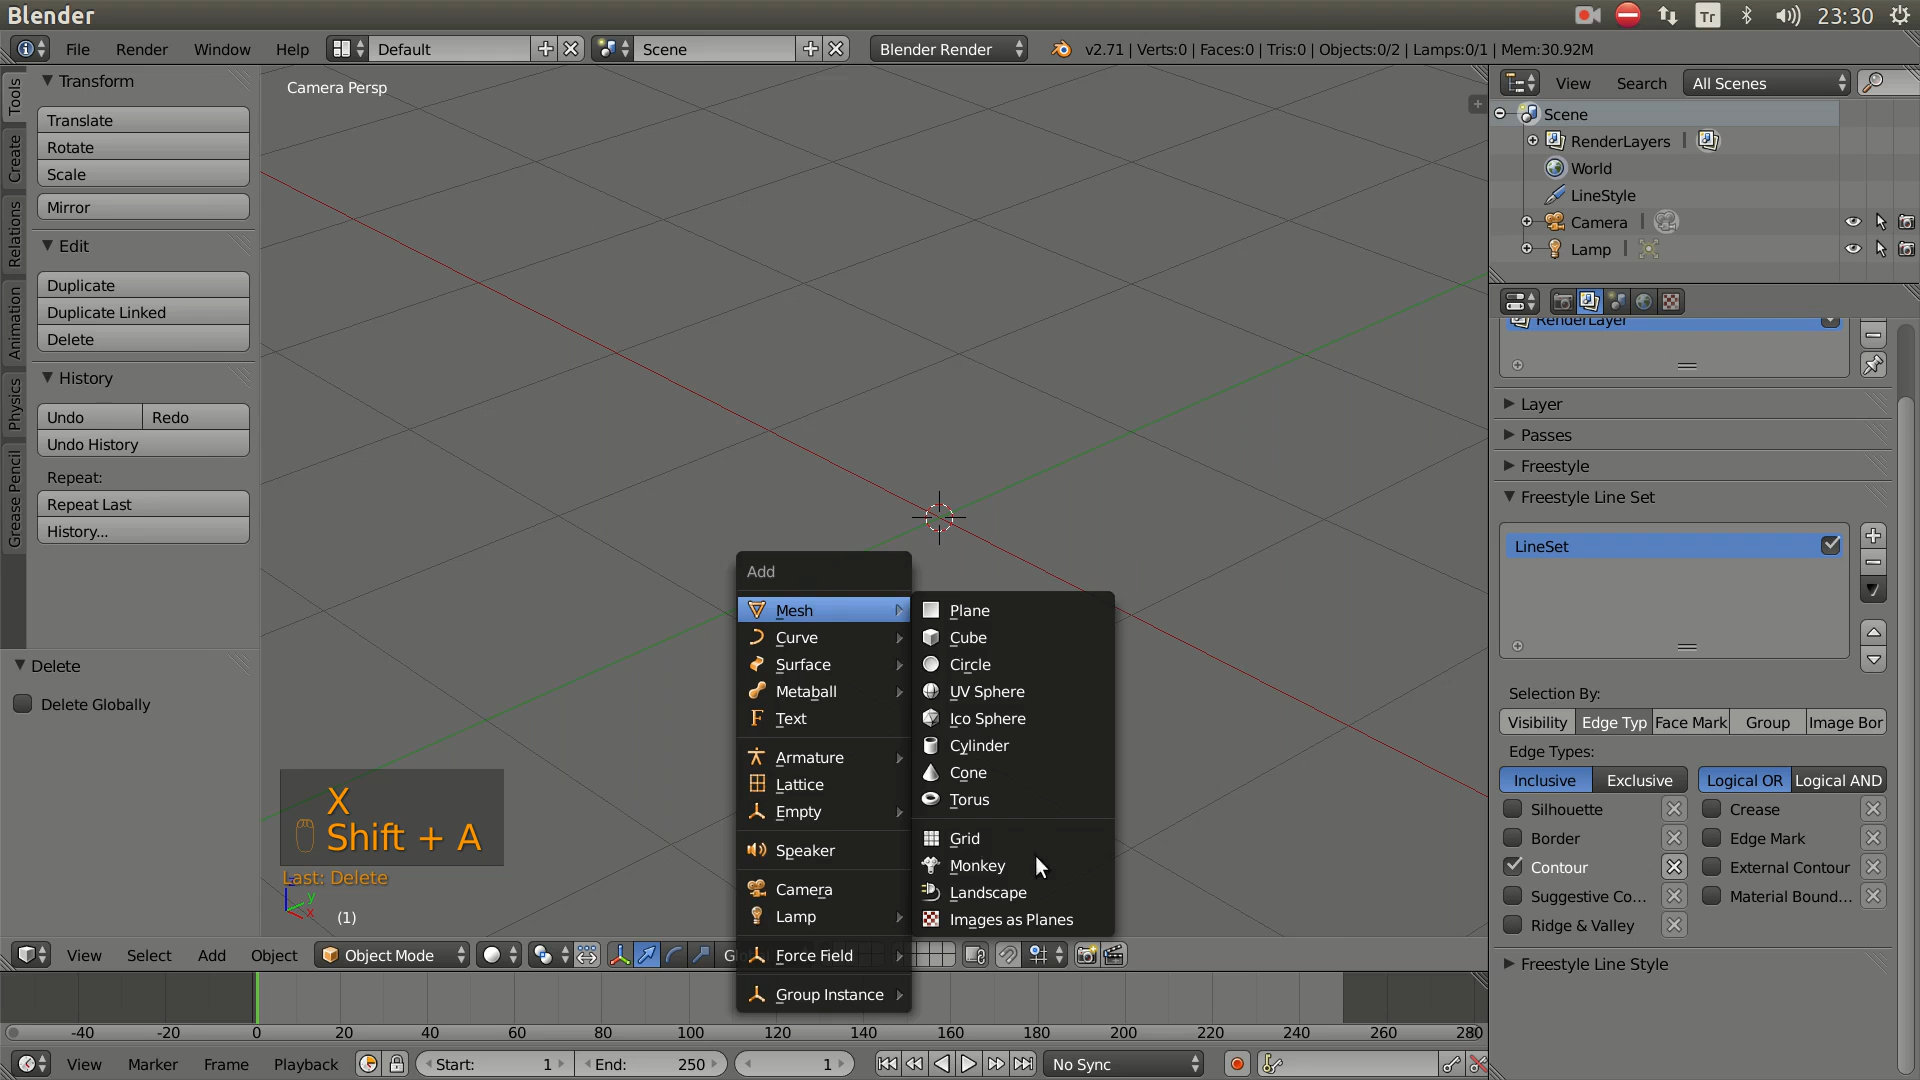 Blender
Tr
23:30
File Render Window Help Default Scene Blender Render v2.71 | Verts:0 | Faces:0 | Tris:0 | Objects:0/2 | Lamps:0/1 | Mem:30.92M
Tools
Create
Relations
Animation
Physics
Grease Pencil
Transform
Translate
Rotate
Scale
Mirror
Edit
Duplicate
Duplicate Linked
Delete
History
Undo Redo
Undo History
Repeat:
Repeat Last
History...
Delete
Delete Globally
Camera Persp
X
Shift + A
Last: Delete
y
x
(1)
Add
Mesh
Curve
Surface
Metaball
Text
Armature
Lattice
Empty
Speaker
Camera
Lamp
Force Field
Group Instance
Plane
Cube
Circle
UV Sphere
Ico Sphere
Cylinder
Cone
Torus
Grid
Monkey
Landscape
Images as Planes
View Select Add Object Object Mode
-40 -20 0 20 40 60 80 100 120 140 160 180 200 220 240 260 280
View Marker Frame Playback Start: 1 End: 250 1 No Sync
View Search All Scenes
Scene
RenderLayers
World
LineStyle
Camera
Lamp
RenderLayer
Layer
Passes
Freestyle
Freestyle Line Set
LineSet
Selection By:
Visibility Edge Typ Face Mark Group Image Bor
Edge Types:
Inclusive Exclusive Logical OR Logical AND
Silhouette Crease
Border Edge Mark
Contour External Contour
Suggestive Co... Material Bound...
Ridge & Valley
Freestyle Line Style